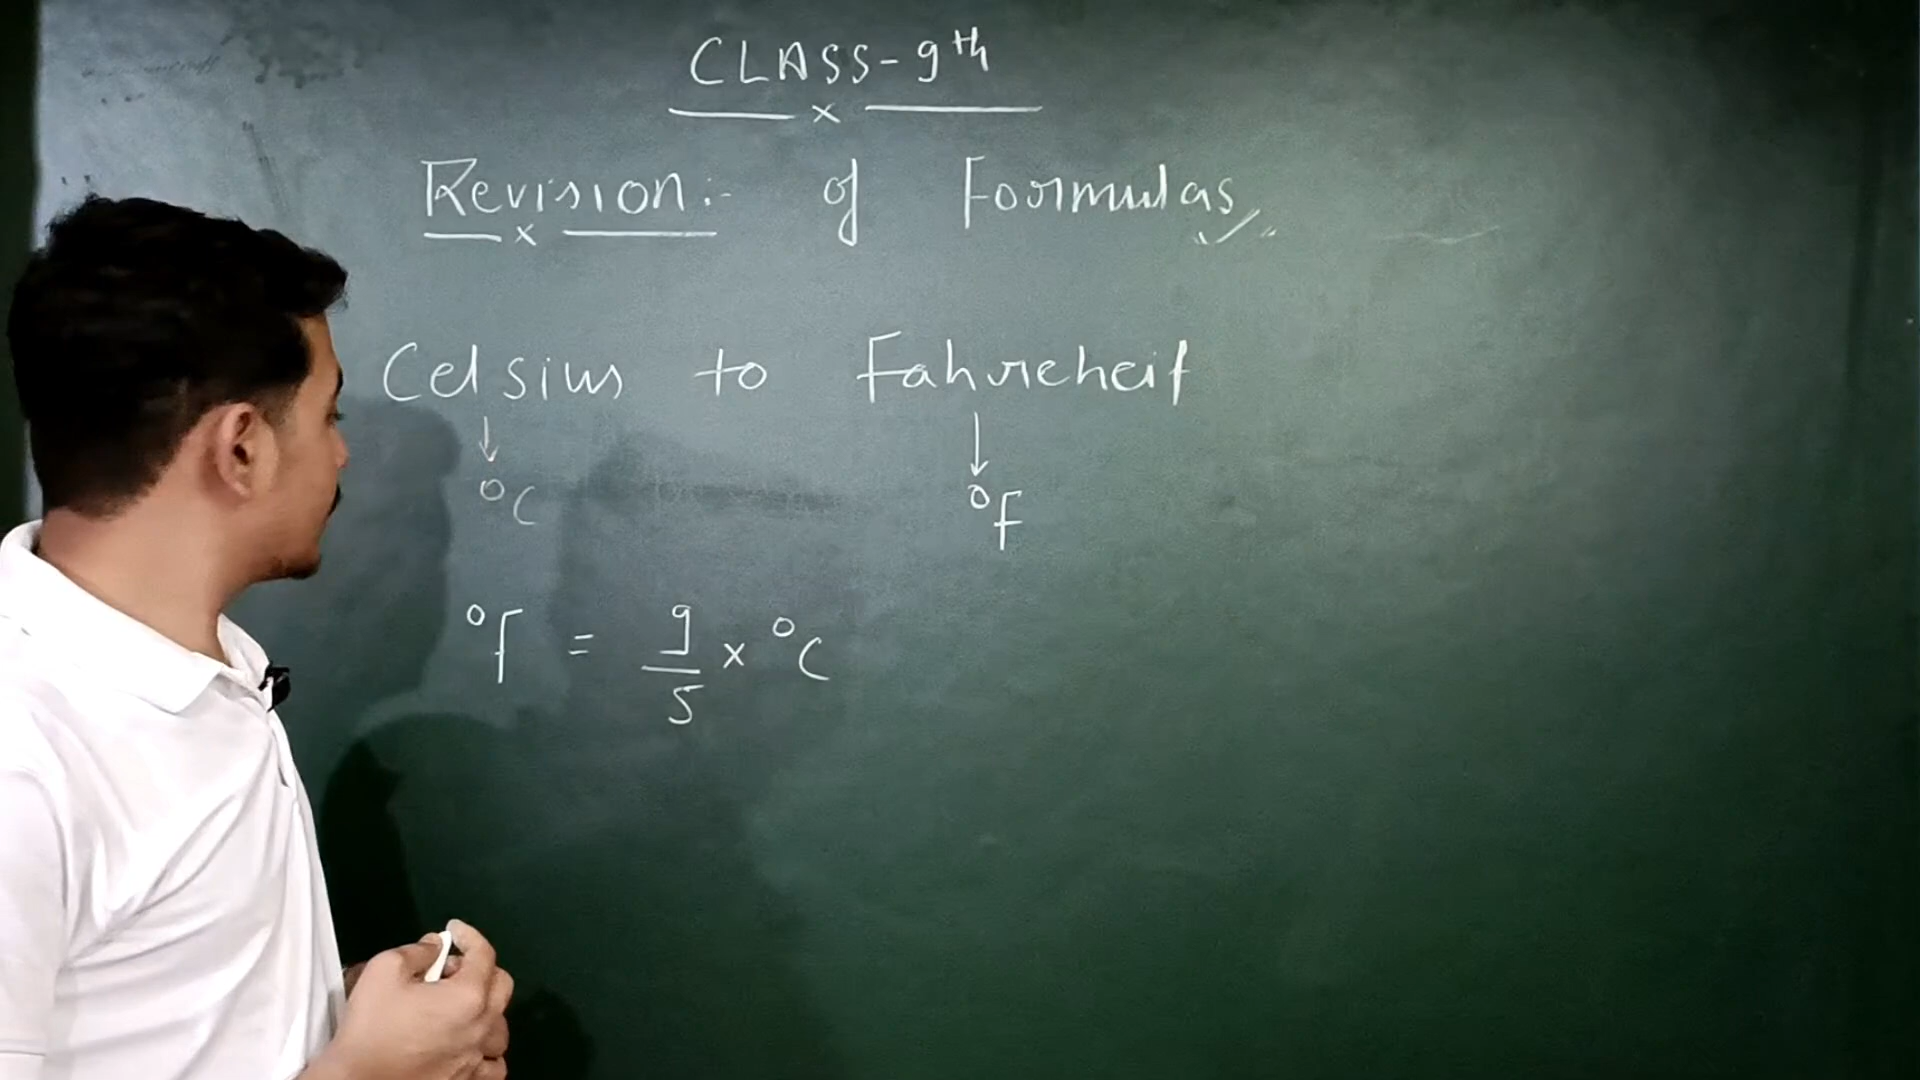 CLASS-9th
Revision:- of Formulas
Celsius to Fahreheit
°C °F
°F = 9/5 × °C